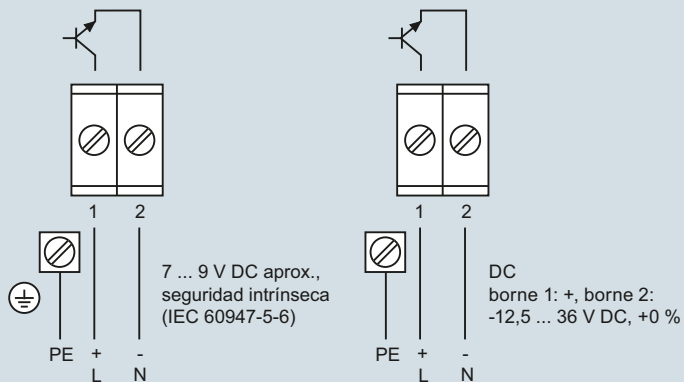 1 2
7 ... 9 V DC aprox.,
seguridad intrínseca
(IEC 60947-5-6)
PE + -
L N
1 2
DC
borne 1: +, borne 2:
-12,5 ... 36 V DC, +0 %
PE + -
L N